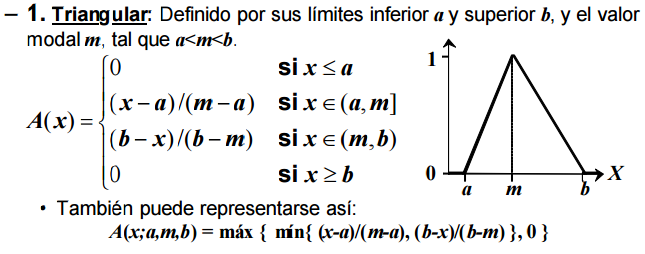 – 1. Triangular: Definido por sus límites inferior a y superior b, y el valor
modal m, tal que a<m<b.
A(x) = { 0 si x ≤ a
(x − a)/(m − a) si x ∈ (a, m]
(b − x)/(b − m) si x ∈ (m, b)
0 si x ≥ b
1
0
a m b X
• También puede representarse así:
A(x;a,m,b) = máx { mín{ (x-a)/(m-a), (b-x)/(b-m) }, 0 }